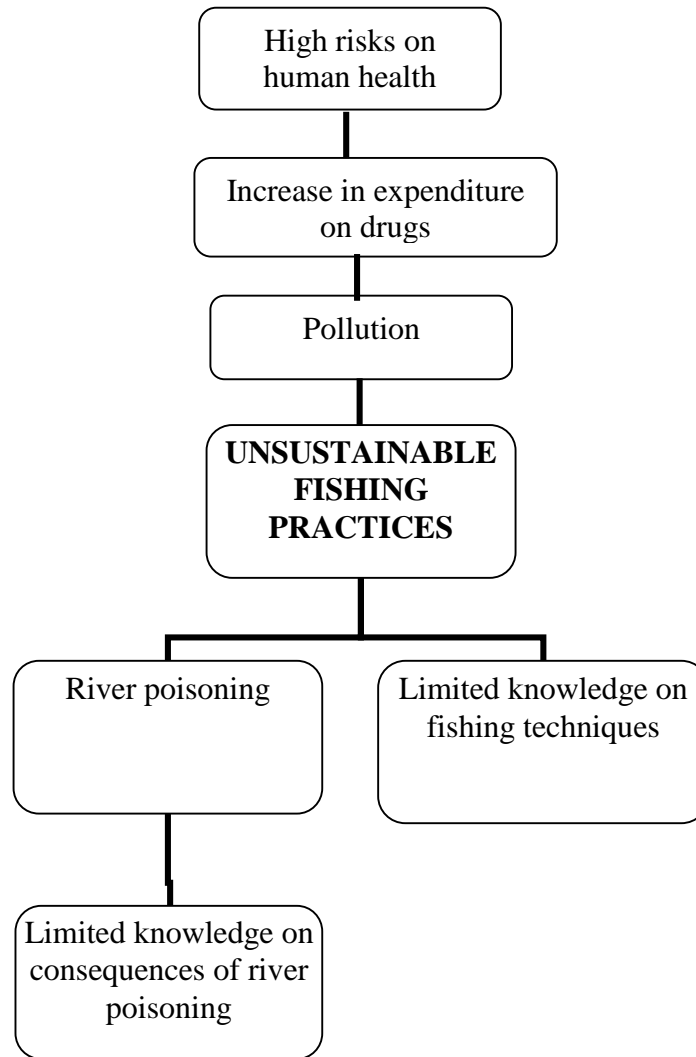 High risks on
human health
Increase in expenditure
on drugs
Pollution
UNSUSTAINABLE
FISHING
PRACTICES
River poisoning
Limited knowledge on
fishing techniques
Limited knowledge on
consequences of river
poisoning